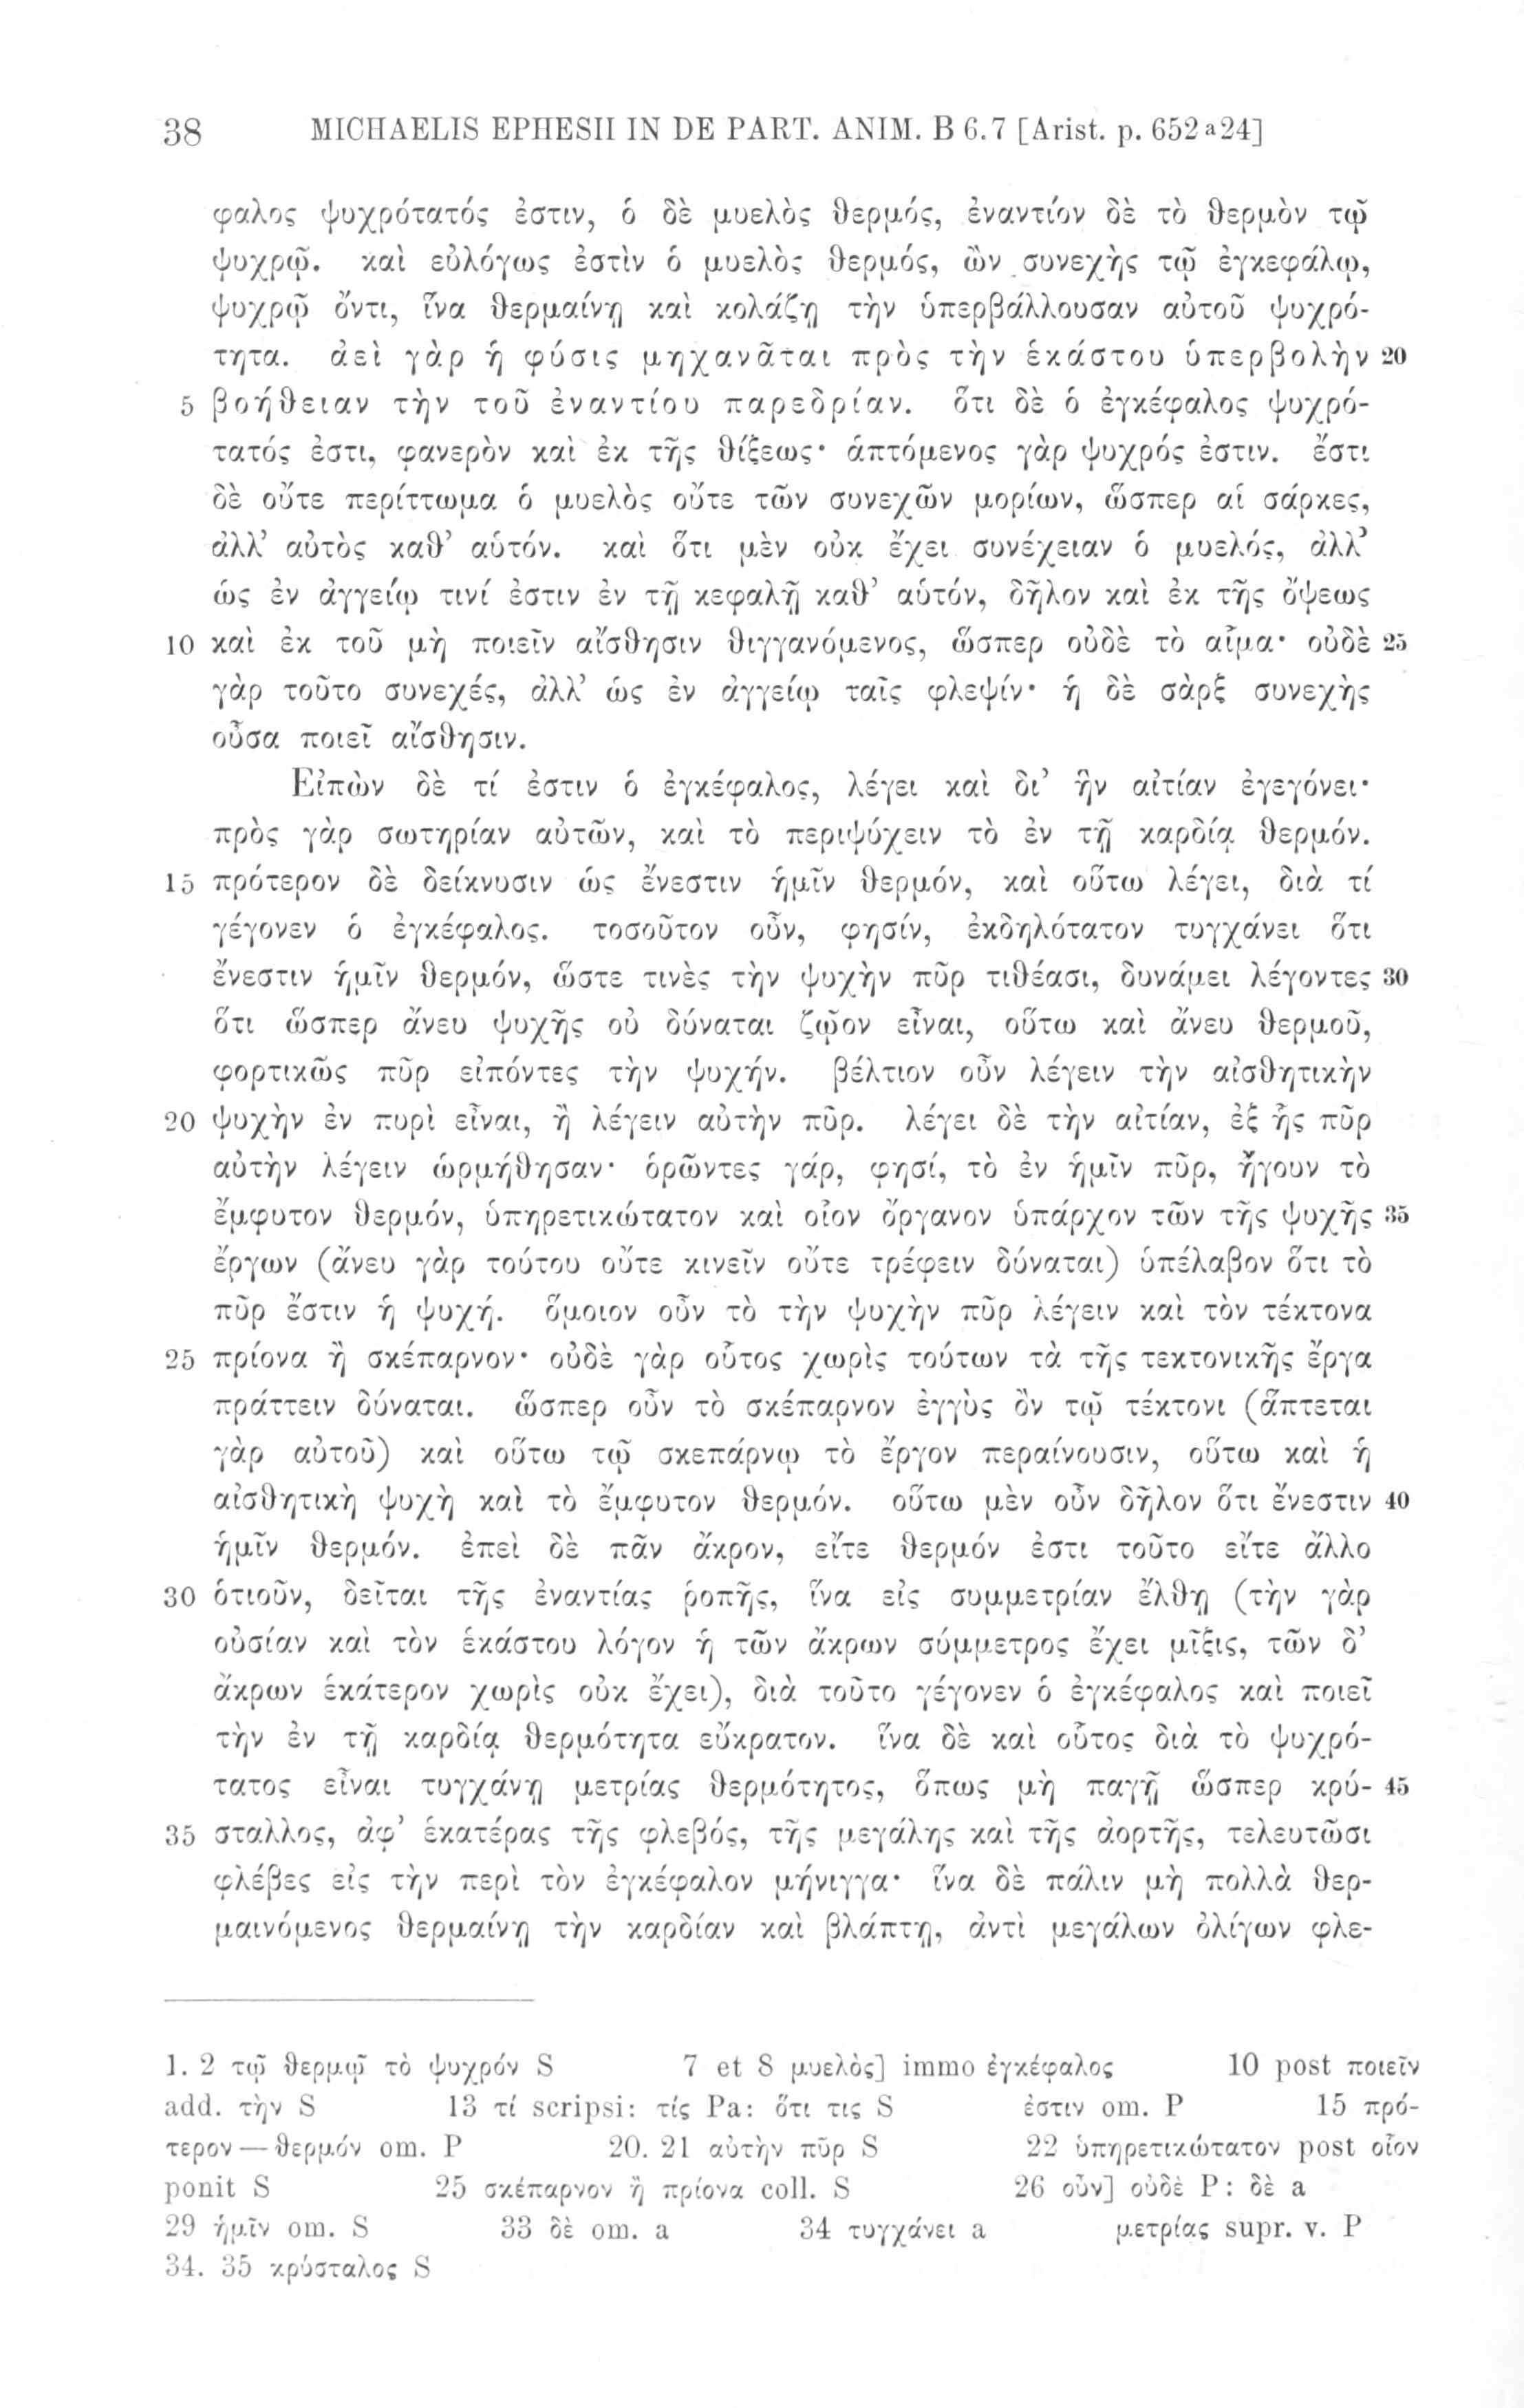 38 MICHAELIS EPHESII IN DE PART. ANIM. B 6.7 [Arist. p. 652 a 24]
φαλος ψυχρότατός ἐστιν, ὁ δὲ μυελὸς θερμός, ἐναντίον δὲ τὸ θερμὸν τῷ
ψυχρῷ. καὶ εὐλόγως ἐστὶν ὁ μυελὸς θερμός, ὢν συνεχὴς τῷ ἐγκεφάλῳ,
ψυχρῷ ὄντι, ἵνα θερμαίνῃ καὶ κολάζῃ τὴν ὑπερβάλλουσαν αὐτοῦ ψυχρό-
τητα. ἀεὶ γὰρ ἡ φύσις μηχανᾶται πρὸς τὴν ἑκάστου ὑπερβολὴν 20
5 βοήθειαν τὴν τοῦ ἐναντίου παρεδρίαν. ὅτι δὲ ὁ ἐγκέφαλος ψυχρό-
τατός ἐστι, φανερὸν καὶ ἐκ τῆς θίξεως· ἁπτόμενος γὰρ ψυχρός ἐστιν. ἔστι
δὲ οὔτε περίττωμα ὁ μυελὸς οὔτε τῶν συνεχῶν μορίων, ὥσπερ αἱ σάρκες,
ἀλλ’ αὐτὸς καθ’ αὑτόν. καὶ ὅτι μὲν οὐκ ἔχει συνέχειαν ὁ μυελός, ἀλλ’
ὡς ἐν ἀγγείῳ τινί ἐστιν ἐν τῇ κεφαλῇ καθ’ αὑτόν, δῆλον καὶ ἐκ τῆς ὄψεως
10 καὶ ἐκ τοῦ μὴ ποιεῖν αἴσθησιν θιγγανόμενος, ὥσπερ οὐδὲ τὸ αἷμα· οὐδὲ 25
γὰρ τοῦτο συνεχές, ἀλλ’ ὡς ἐν ἀγγείῳ ταῖς φλεψίν· ἡ δὲ σὰρξ συνεχὴς
οὖσα ποιεῖ αἴσθησιν.
Εἰπὼν δὲ τί ἐστιν ὁ ἐγκέφαλος, λέγει καὶ δι’ ἣν αἰτίαν ἐγεγόνει·
πρὸς γὰρ σωτηρίαν αὐτῶν, καὶ τὸ περιψύχειν τὸ ἐν τῇ καρδίᾳ θερμόν.
15 πρότερον δὲ δείκνυσιν ὡς ἔνεστιν ἡμῖν θερμόν, καὶ οὕτω λέγει, διὰ τί
γέγονεν ὁ ἐγκέφαλος. τοσοῦτον οὖν, φησίν, ἐκδηλότατον τυγχάνει ὅτι
ἔνεστιν ἡμῖν θερμόν, ὥστε τινὲς τὴν ψυχὴν πῦρ τιθέασι, δυνάμει λέγοντες 30
ὅτι ὥσπερ ἄνευ ψυχῆς οὐ δύναται ζῷον εἶναι, οὕτω καὶ ἄνευ θερμοῦ,
φορτικῶς πῦρ εἰπόντες τὴν ψυχήν. βέλτιον οὖν λέγειν τὴν αἰσθητικὴν
20 ψυχὴν ἐν πυρὶ εἶναι, ἢ λέγειν αὐτὴν πῦρ. λέγει δὲ τὴν αἰτίαν, ἐξ ἧς πῦρ
αὐτὴν λέγειν ὡρμήθησαν· ὁρῶντες γάρ, φησί, τὸ ἐν ἡμῖν πῦρ, ἤγουν τὸ
ἔμφυτον θερμόν, ὑπηρετικώτατον καὶ οἷον ὄργανον ὑπάρχον τῶν τῆς ψυχῆς 35
ἔργων (ἄνευ γὰρ τούτου οὔτε κινεῖν οὔτε τρέφειν δύναται) ὑπέλαβον ὅτι τὸ
πῦρ ἔστιν ἡ ψυχή. ὅμοιον οὖν τὸ τὴν ψυχὴν πῦρ λέγειν καὶ τὸν τέκτονα
25 πρίονα ἢ σκέπαρνον· οὐδὲ γὰρ οὗτος χωρὶς τούτων τὰ τῆς τεκτονικῆς ἔργα
πράττειν δύναται. ὥσπερ οὖν τὸ σκέπαρνον ἐγγὺς ὂν τῷ τέκτονι (ἅπτεται
γὰρ αὐτοῦ) καὶ οὕτω τῷ σκεπάρνῳ τὸ ἔργον περαίνουσιν, οὕτω καὶ ἡ
αἰσθητικὴ ψυχὴ καὶ τὸ ἔμφυτον θερμόν. οὕτω μὲν οὖν δῆλον ὅτι ἔνεστιν 40
ἡμῖν θερμόν. ἐπεὶ δὲ πᾶν ἄκρον, εἴτε θερμόν ἐστι τοῦτο εἴτε ἄλλο
30 ὁτιοῦν, δεῖται τῆς ἐναντίας ῥοπῆς, ἵνα εἰς συμμετρίαν ἔλθῃ (τὴν γὰρ
οὐσίαν καὶ τὸν ἑκάστου λόγον ἡ τῶν ἄκρων σύμμετρος ἔχει μῖξις, τῶν δ’
ἄκρων ἑκάτερον χωρὶς οὐκ ἔχει), διὰ τοῦτο γέγονεν ὁ ἐγκέφαλος καὶ ποιεῖ
τὴν ἐν τῇ καρδίᾳ θερμότητα εὔκρατον. ἵνα δὲ καὶ οὗτος διὰ τὸ ψυχρό-
τατος εἶναι τυγχάνῃ μετρίας θερμότητος, ὅπως μὴ παγῇ ὥσπερ κρύ- 45
35 σταλλος, ἀφ’ ἑκατέρας τῆς φλεβός, τῆς μεγάλης καὶ τῆς ἀορτῆς, τελευτῶσι
φλέβες εἰς τὴν περὶ τὸν ἐγκέφαλον μήνιγγα· ἵνα δὲ πάλιν μὴ πολλὰ θερ-
μαινόμενος θερμαίνῃ τὴν καρδίαν καὶ βλάπτῃ, ἀντὶ μεγάλων ὀλίγων φλε-
1. 2 τῷ θερμῷ τὸ ψυχρόν S 7 et 8 μυελὸς] immo ἐγκέφαλος 10 post ποιεῖν
add. τὴν S 13 τί scripsi: τίς Pa: ὅτι τις S ἐστιν om. P 15 πρό-
τερον — θερμόν om. P 20. 21 αὐτὴν πῦρ S 22 ὑπηρετικώτατον post οἷον
ponit S 25 σκέπαρνον ἢ πρίονα coll. S 26 οὖν] οὐδὲ P: δὲ a
29 ἡμῖν om. S 33 δὲ om. a 34 τυγχάνει a μετρίας supr. v. P
34. 35 κρύσταλος S